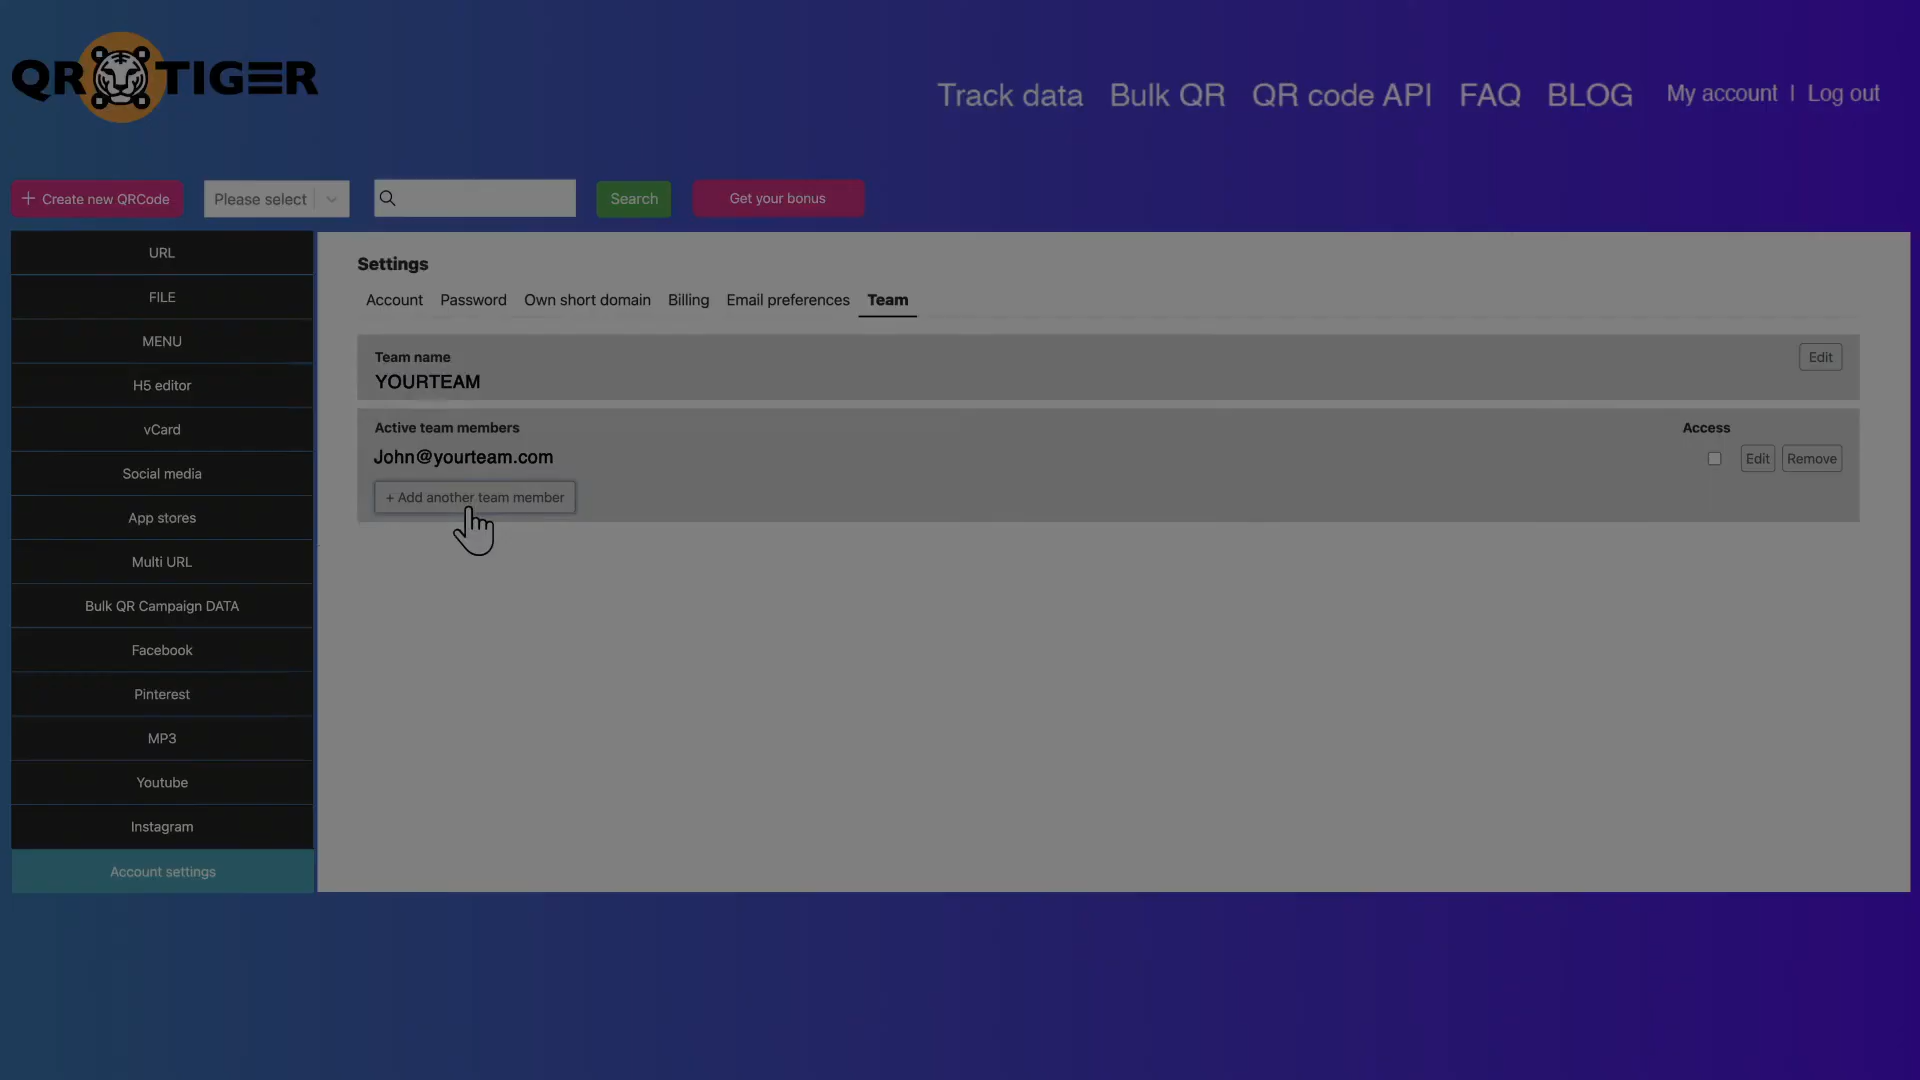 QR TIGER
Track data Bulk QR QR code API FAQ BLOG My account | Log out
+ Create new QRCode Please select Search Get your bonus
URL
FILE
MENU
H5 editor
vCard
Social media
App stores
Multi URL
Bulk QR Campaign DATA
Facebook
Pinterest
MP3
Youtube
Instagram
Account settings
Settings
Account Password Own short domain Billing Email preferences Team
Team name Edit
YOURTEAM
Active team members Access
John@yourteam.com Edit Remove
+ Add another team member